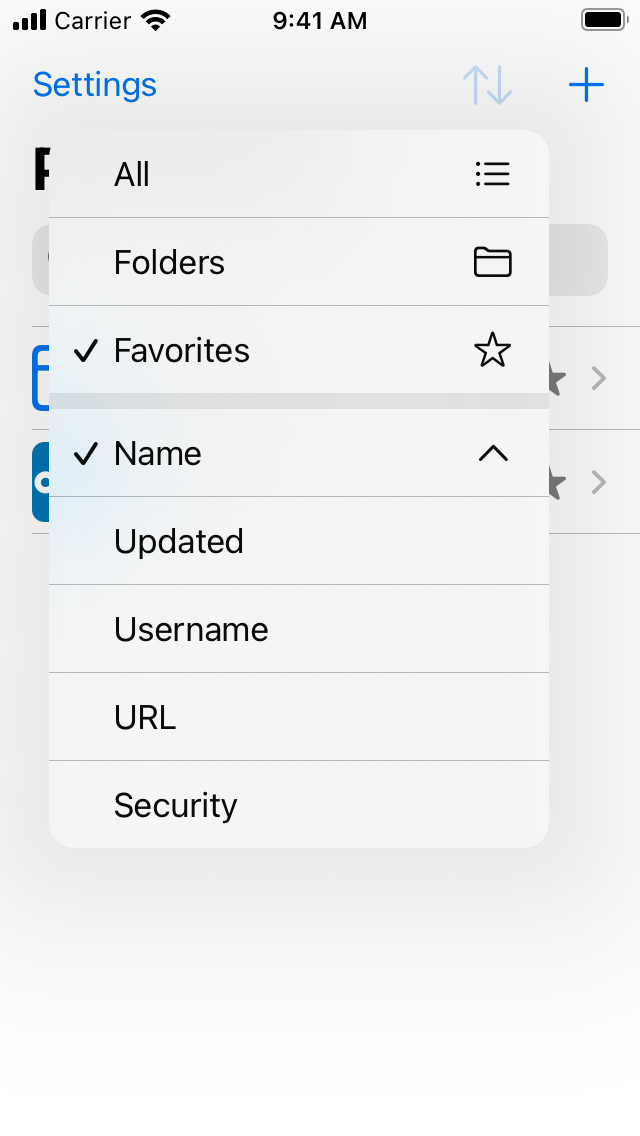 Carrier
9:41 AM
Settings
All
Folders
Favorites
Name
Updated
Username
URL
Security